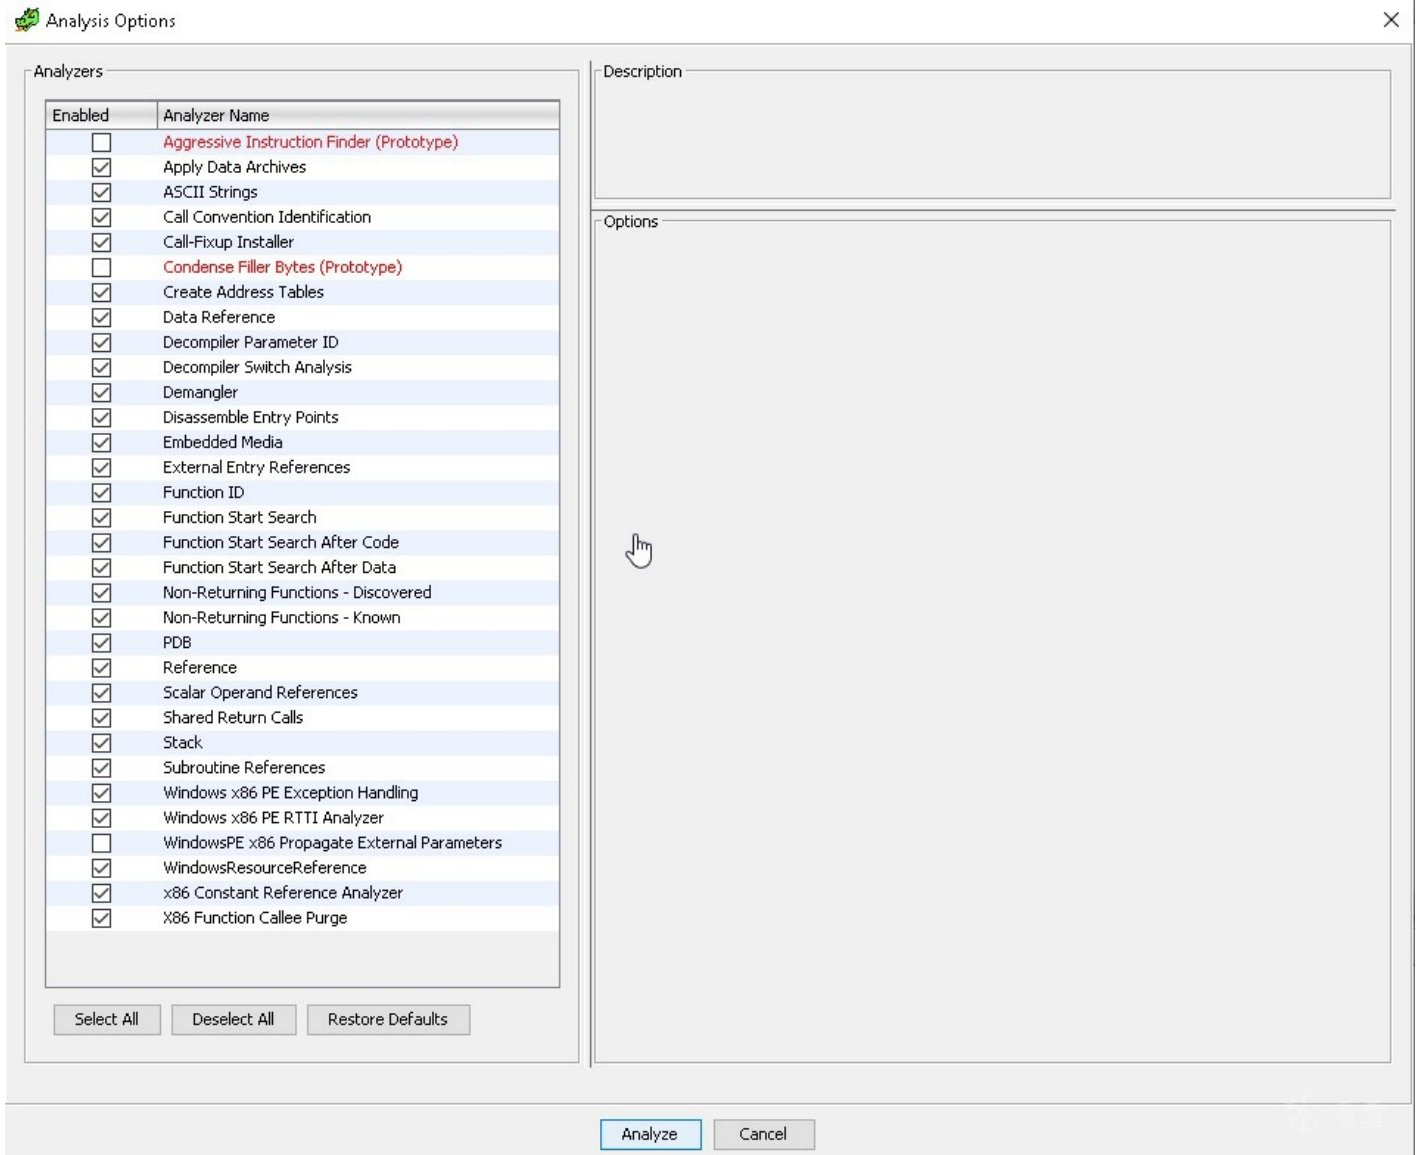 Analysis Options
Analyzers
Enabled Analyzer Name
Aggressive Instruction Finder (Prototype)
Apply Data Archives
ASCII Strings
Call Convention Identification
Call-Fixup Installer
Condense Filler Bytes (Prototype)
Create Address Tables
Data Reference
Decompiler Parameter ID
Decompiler Switch Analysis
Demangler
Disassemble Entry Points
Embedded Media
External Entry References
Function ID
Function Start Search
Function Start Search After Code
Function Start Search After Data
Non-Returning Functions - Discovered
Non-Returning Functions - Known
PDB
Reference
Scalar Operand References
Shared Return Calls
Stack
Subroutine References
Windows x86 PE Exception Handling
Windows x86 PE RTTI Analyzer
WindowsPE x86 Propagate External Parameters
WindowsResourceReference
x86 Constant Reference Analyzer
X86 Function Callee Purge
Select All Deselect All Restore Defaults
Description
Options
Analyze Cancel